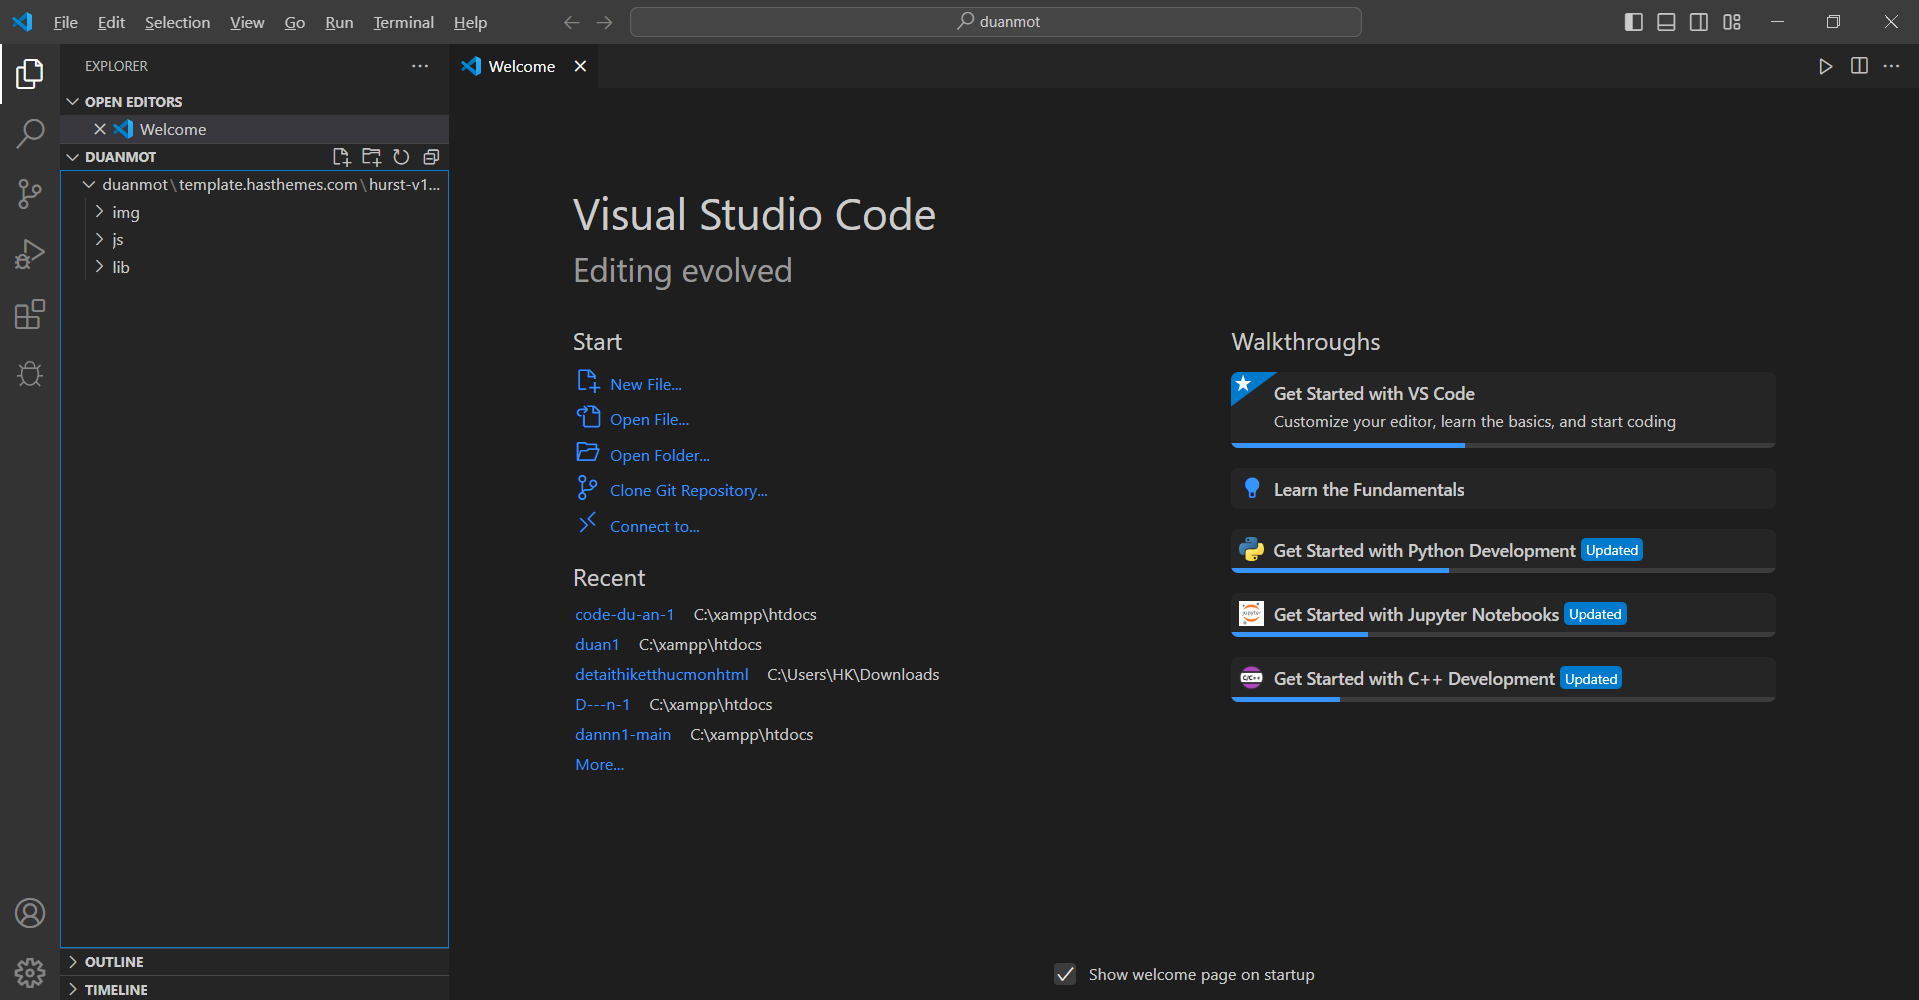 File Edit Selection View Go Run Terminal Help
duanmot
EXPLORER
OPEN EDITORS
Welcome
DUANMOT
duanmot\template.hasthemes.com\hurst-v1...
img
js
lib
OUTLINE
TIMELINE
Welcome
Visual Studio Code
Editing evolved
Start
New File...
Open File...
Open Folder...
Clone Git Repository...
Connect to...
Recent
code-du-an-1 C:\xampp\htdocs
duan1 C:\xampp\htdocs
detaithiketthucmonhtml C:\Users\HK\Downloads
D---n-1 C:\xampp\htdocs
dannn1-main C:\xampp\htdocs
More...
Walkthroughs
Get Started with VS Code
Customize your editor, learn the basics, and start coding
Learn the Fundamentals
Get Started with Python Development Updated
jupyter
Get Started with Jupyter Notebooks Updated
C/C++
Get Started with C++ Development Updated
Show welcome page on startup